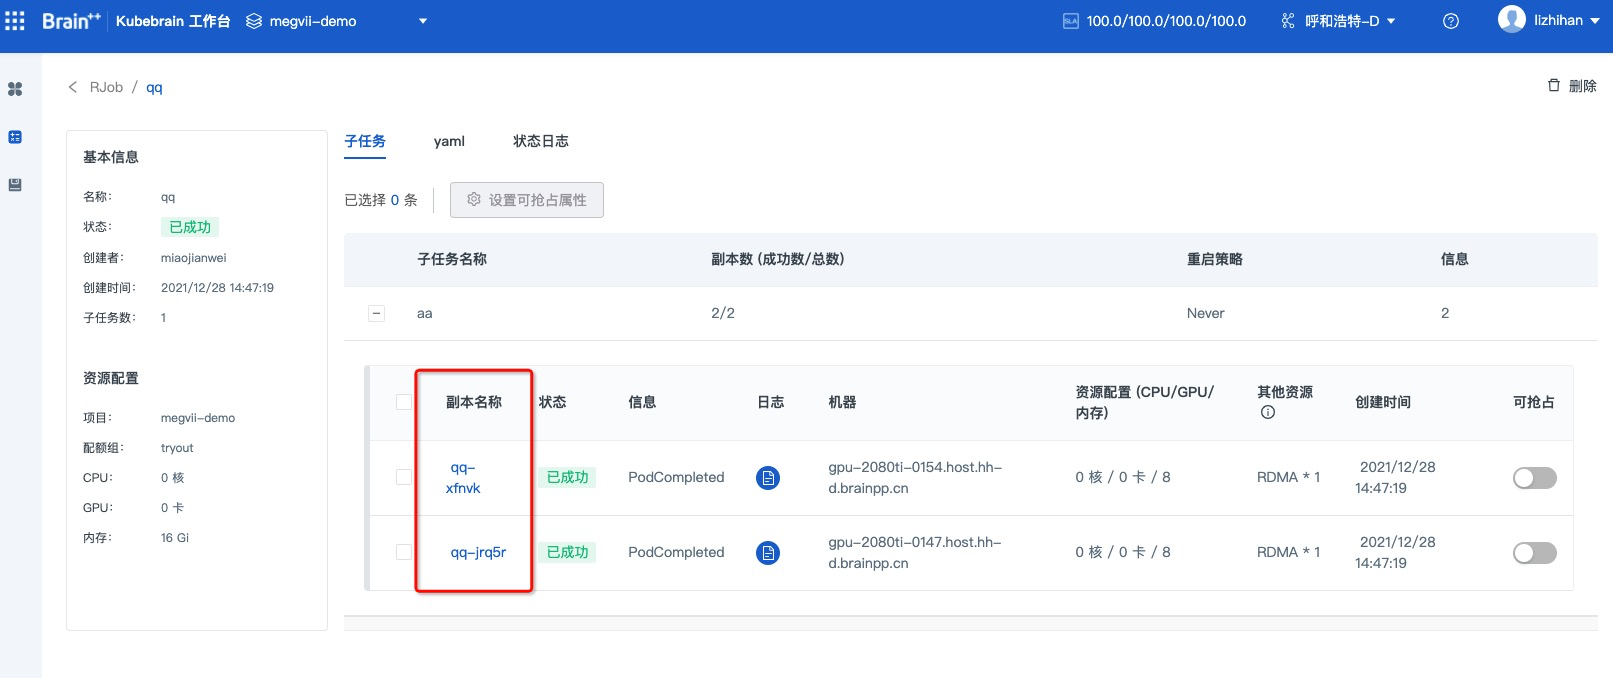 Brain++ Kubebrain 工作台 megvii-demo SLA 100.0/100.0/100.0/100.0 呼和浩特-D lizhihan
RJob / qq 删除
基本信息
名称: qq
状态: 已成功
创建者: miaojianwei
创建时间: 2021/12/28 14:47:19
子任务数: 1
资源配置
项目: megvii-demo
配额组: tryout
CPU: 0 核
GPU: 0 卡
内存: 16 Gi
子任务 yaml 状态日志
已选择 0 条 设置可抢占属性
子任务名称 副本数 (成功数/总数) 重启策略 信息
aa 2/2 Never 2
副本名称 状态 信息 日志 机器 资源配置 (CPU/GPU/
内存) 其他资源 创建时间 可抢占
qq-
xfnvk 已成功 PodCompleted gpu-2080ti-0154.host.hh-
d.brainpp.cn 0 核 / 0 卡 / 8 RDMA * 1 2021/12/28
14:47:19
qq-jrq5r 已成功 PodCompleted gpu-2080ti-0147.host.hh-
d.brainpp.cn 0 核 / 0 卡 / 8 RDMA * 1 2021/12/28
14:47:19